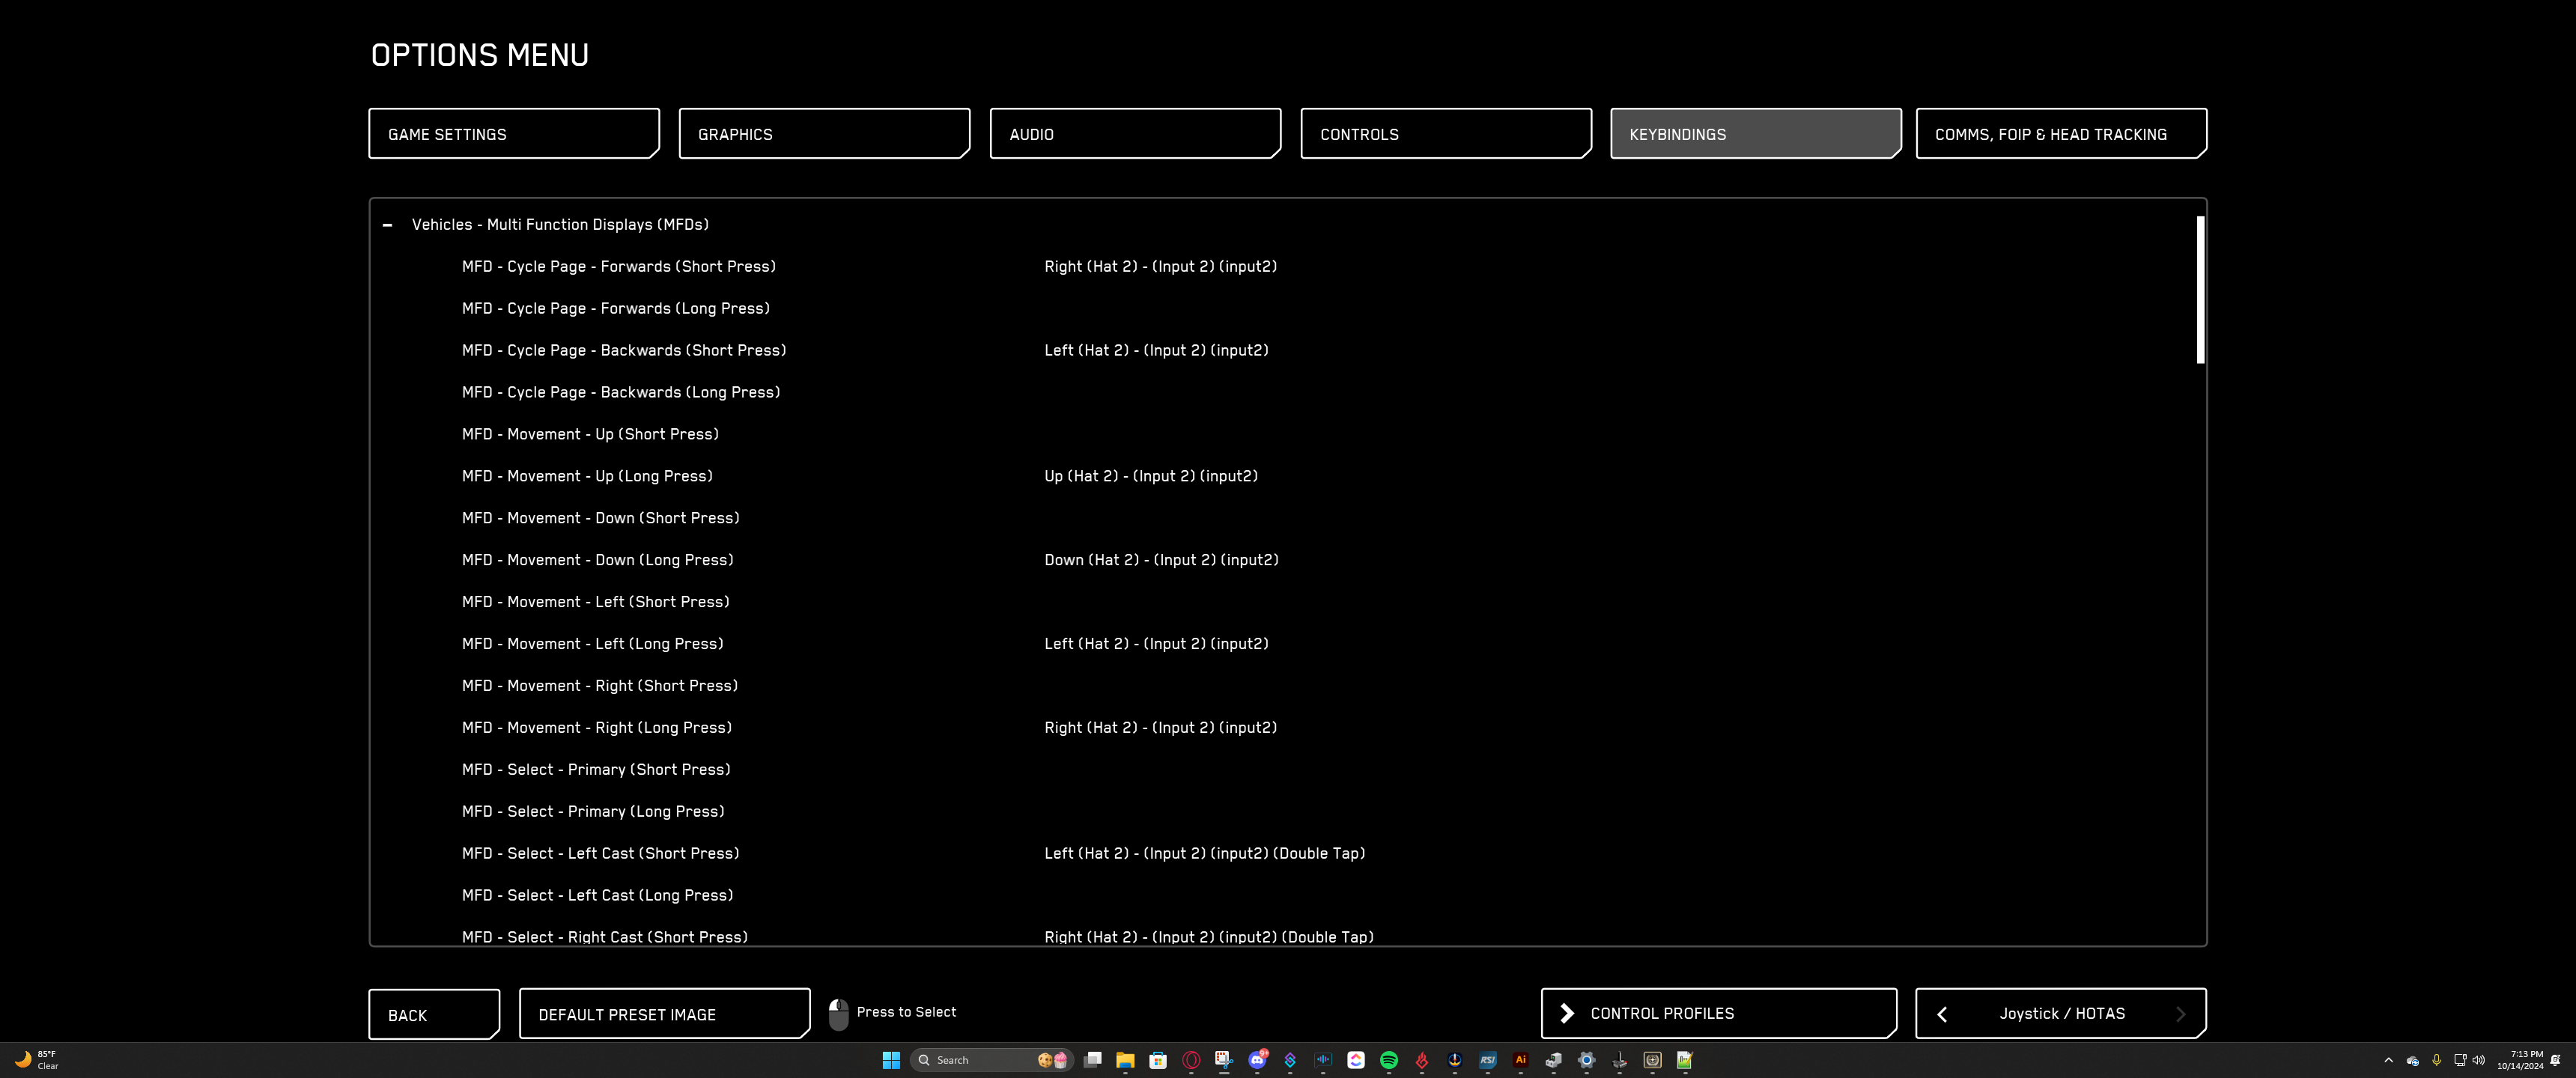 OPTIONS MENU
GAME SETTINGS GRAPHICS AUDIO CONTROLS KEYBINDINGS COMMS, FOIP & HEAD TRACKING
– Vehicles - Multi Function Displays (MFDs)
MFD - Cycle Page - Forwards (Short Press) Right (Hat 2) - (Input 2) (input2)
MFD - Cycle Page - Forwards (Long Press)
MFD - Cycle Page - Backwards (Short Press) Left (Hat 2) - (Input 2) (input2)
MFD - Cycle Page - Backwards (Long Press)
MFD - Movement - Up (Short Press)
MFD - Movement - Up (Long Press) Up (Hat 2) - (Input 2) (input2)
MFD - Movement - Down (Short Press)
MFD - Movement - Down (Long Press) Down (Hat 2) - (Input 2) (input2)
MFD - Movement - Left (Short Press)
MFD - Movement - Left (Long Press) Left (Hat 2) - (Input 2) (input2)
MFD - Movement - Right (Short Press)
MFD - Movement - Right (Long Press) Right (Hat 2) - (Input 2) (input2)
MFD - Select - Primary (Short Press)
MFD - Select - Primary (Long Press)
MFD - Select - Left Cast (Short Press) Left (Hat 2) - (Input 2) (input2) (Double Tap)
MFD - Select - Left Cast (Long Press)
MFD - Select - Right Cast (Short Press) Right (Hat 2) - (Input 2) (input2) (Double Tap)
BACK DEFAULT PRESET IMAGE Press to Select CONTROL PROFILES Joystick / HOTAS
85°F
Clear
Search
9+
RSI
Ai
7:13 PM
10/14/2024